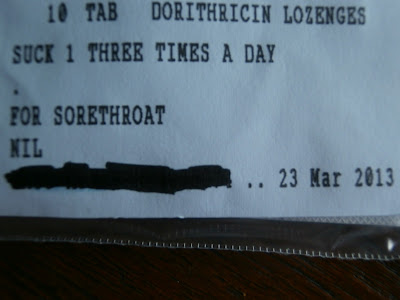 10 TAB DORITHRICIN LOZENGES
SUCK 1 THREE TIMES A DAY
.
FOR SORETHROAT
NIL
.. 23 Mar 2013